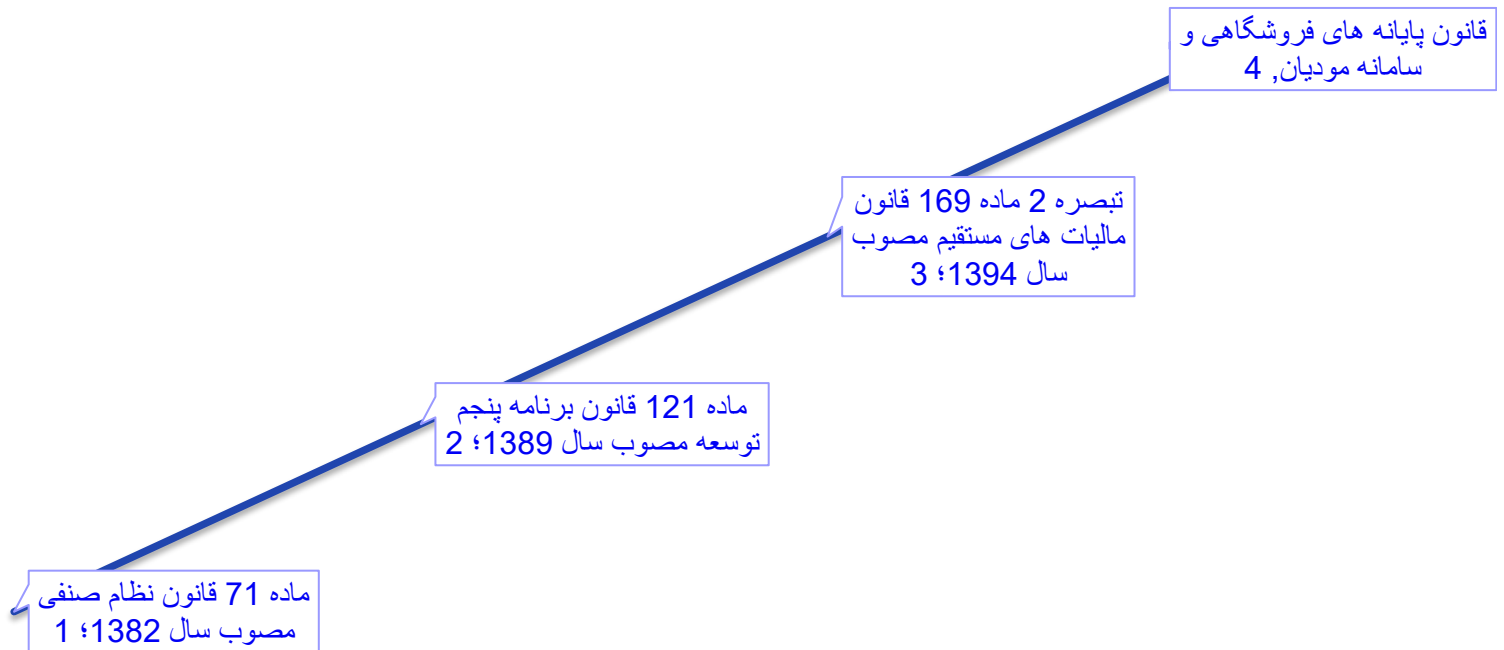 قانون پایانه های فروشگاهی و
سامانه مودیان, 4
تبصره 2 ماده 169 قانون
مالیات های مستقیم مصوب
سال 1394؛ 3
ماده 121 قانون برنامه پنجم
توسعه مصوب سال 1389؛ 2
ماده 71 قانون نظام صنفی
مصوب سال 1382؛ 1